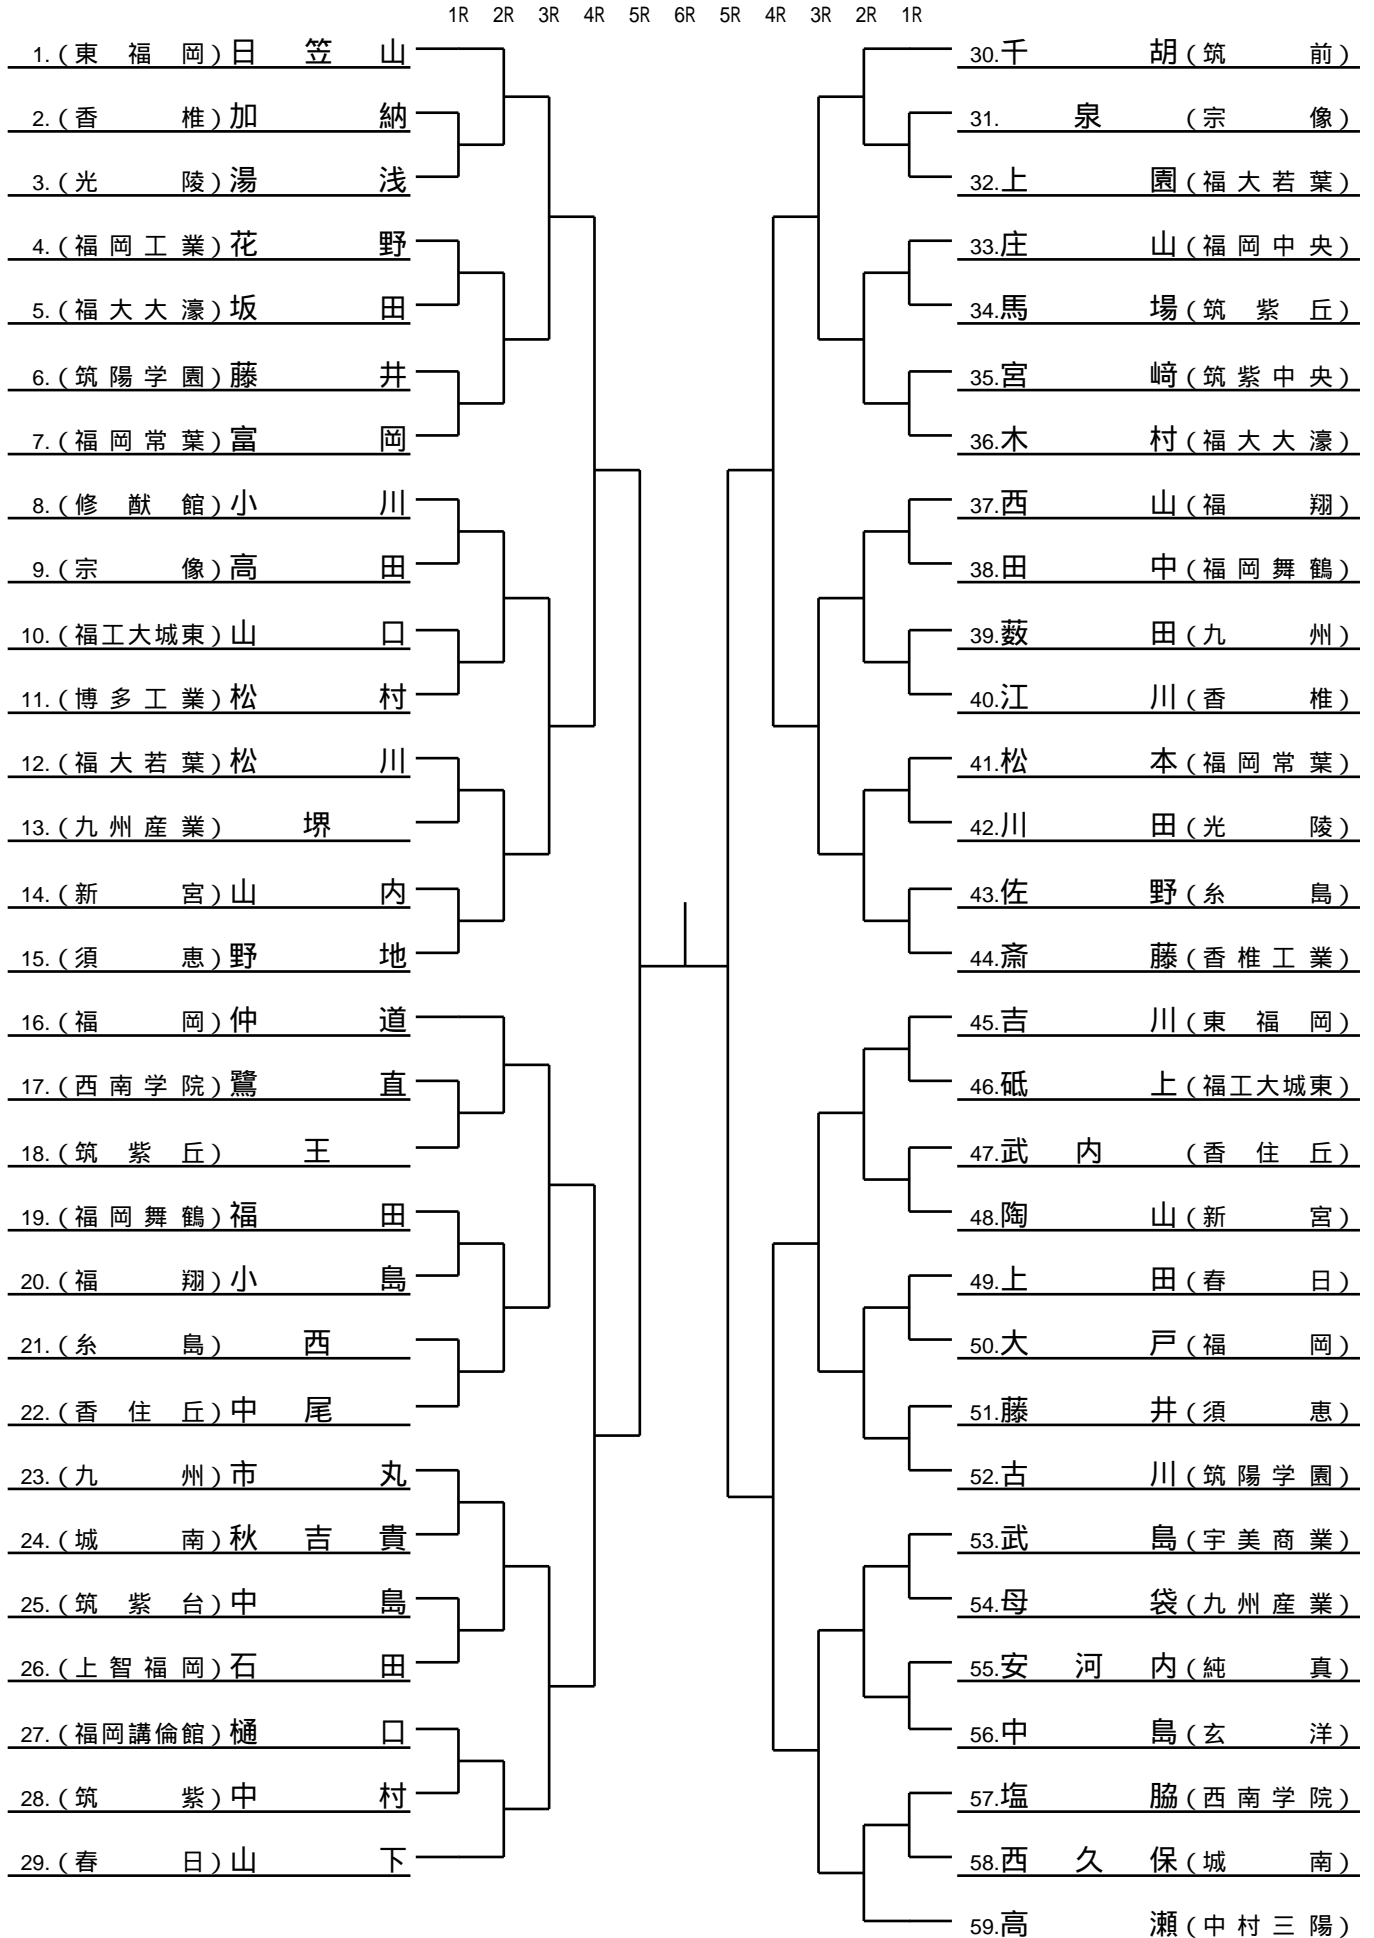 1R 2R 3R 4R 5R 6R 5R 4R 3R 2R 1R
1.(東福岡)日笠山
2.(香椎)加納
3.(光陵)湯浅
4.(福岡工業)花野
5.(福大大濠)坂田
6.(筑陽学園)藤井
7.(福岡常葉)富岡
8.(修猷館)小川
9.(宗像)高田
10.(福工大城東)山口
11.(博多工業)松村
12.(福大若葉)松川
13.(九州産業)堺
14.(新宮)山内
15.(須恵)野地
16.(福岡)仲道
17.(西南学院)鷺直
18.(筑紫丘)王
19.(福岡舞鶴)福田
20.(福翔)小島
21.(糸島)西
22.(香住丘)中尾
23.(九州)市丸
24.(城南)秋吉貴
25.(筑紫台)中島
26.(上智福岡)石田
27.(福岡講倫館)樋口
28.(筑紫)中村
29.(春日)山下
30.千胡(筑前)
31.泉(宗像)
32.上園(福大若葉)
33.庄山(福岡中央)
34.馬場(筑紫丘)
35.宮﨑(筑紫中央)
36.木村(福大大濠)
37.西山(福翔)
38.田中(福岡舞鶴)
39.薮田(九州)
40.江川(香椎)
41.松本(福岡常葉)
42.川田(光陵)
43.佐野(糸島)
44.斎藤(香椎工業)
45.吉川(東福岡)
46.砥上(福工大城東)
47.武内(香住丘)
48.陶山(新宮)
49.上田(春日)
50.大戸(福岡)
51.藤井(須恵)
52.古川(筑陽学園)
53.武島(宇美商業)
54.母袋(九州産業)
55.安河内(純真)
56.中島(玄洋)
57.塩脇(西南学院)
58.西久保(城南)
59.高瀬(中村三陽)